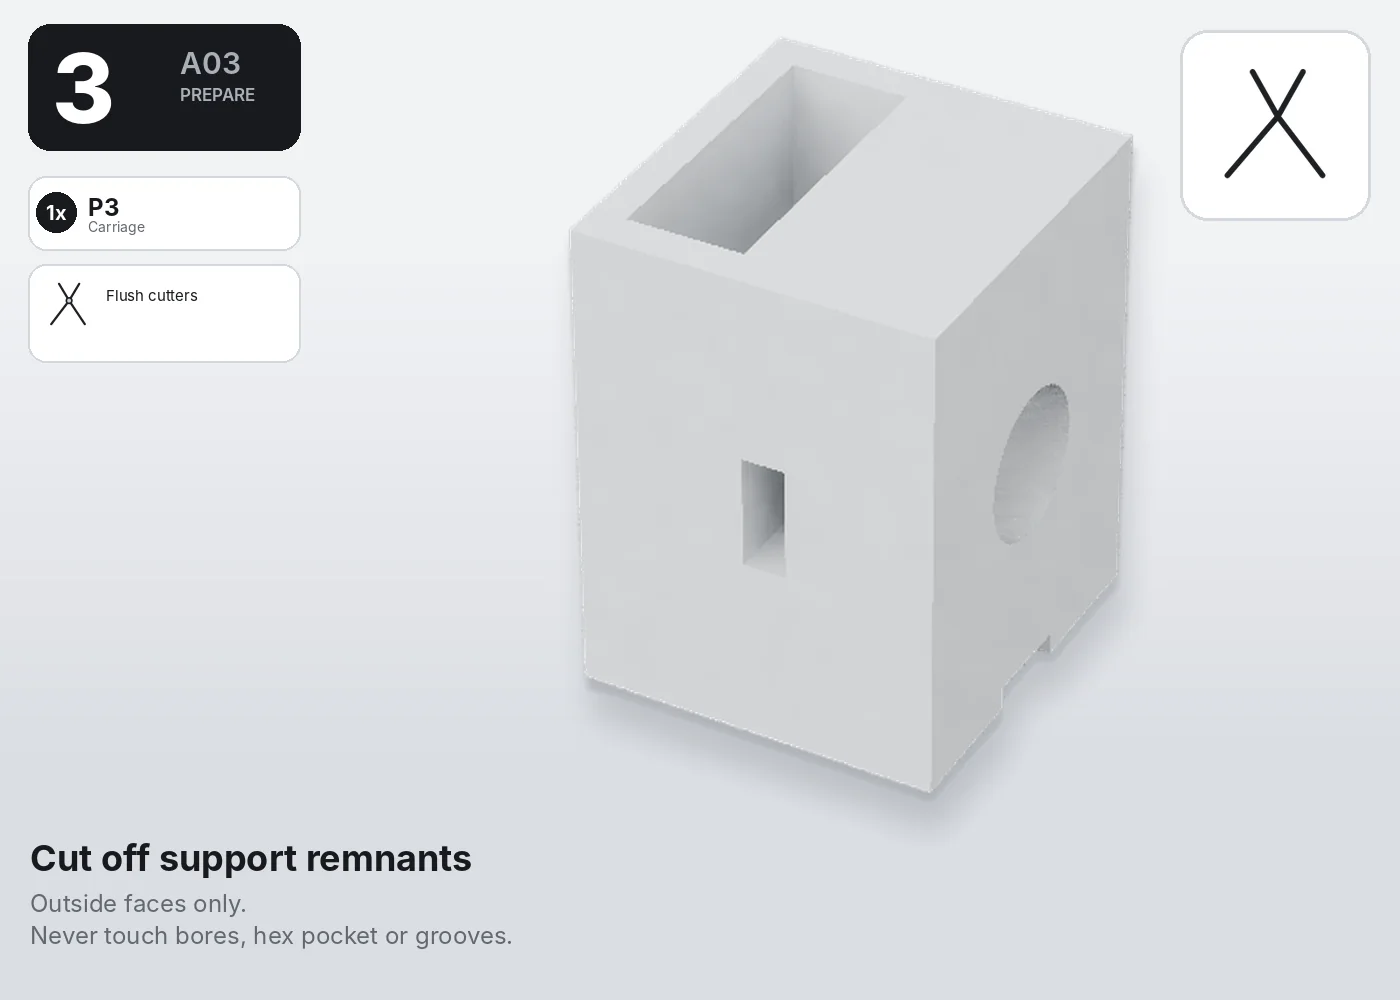 3
A03
PREPARE
1x
P3
Carriage
Flush cutters
Cut off support remnants
Outside faces only.
Never touch bores, hex pocket or grooves.